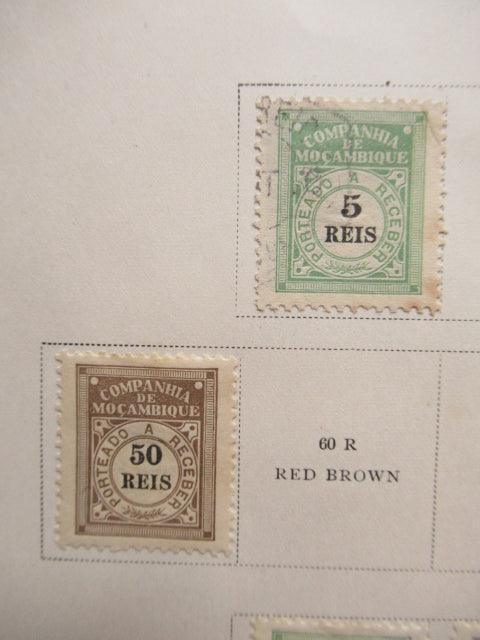 COMPANHIA
DE
MOÇAMBIQUE
PORTEADO A RECEBER
5
REIS
COMPANHIA
DE
MOÇAMBIQUE
PORTEADO A RECEBER
50
REIS
60 R
RED BROWN